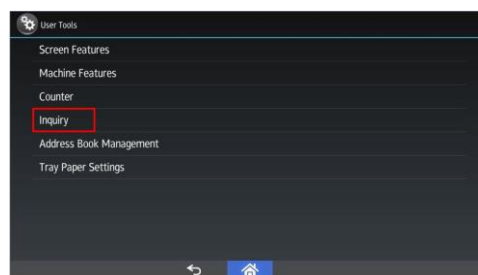 User Tools
Screen Features
Machine Features
Counter
Inquiry
Address Book Management
Tray Paper Settings